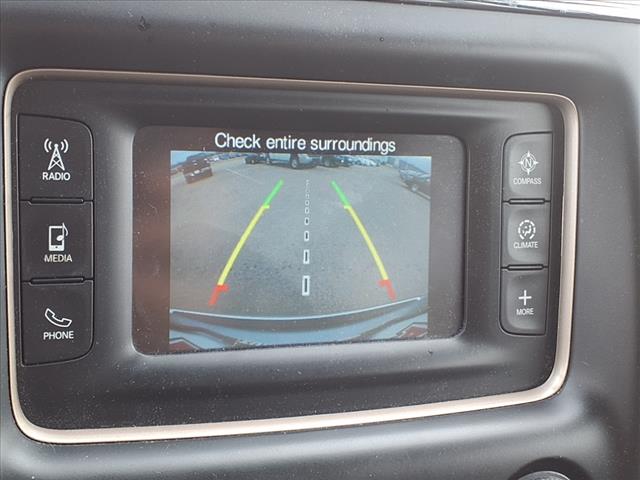 Check entire surroundings
RADIO
MEDIA
PHONE
N
COMPASS
CLIMATE
+
MORE